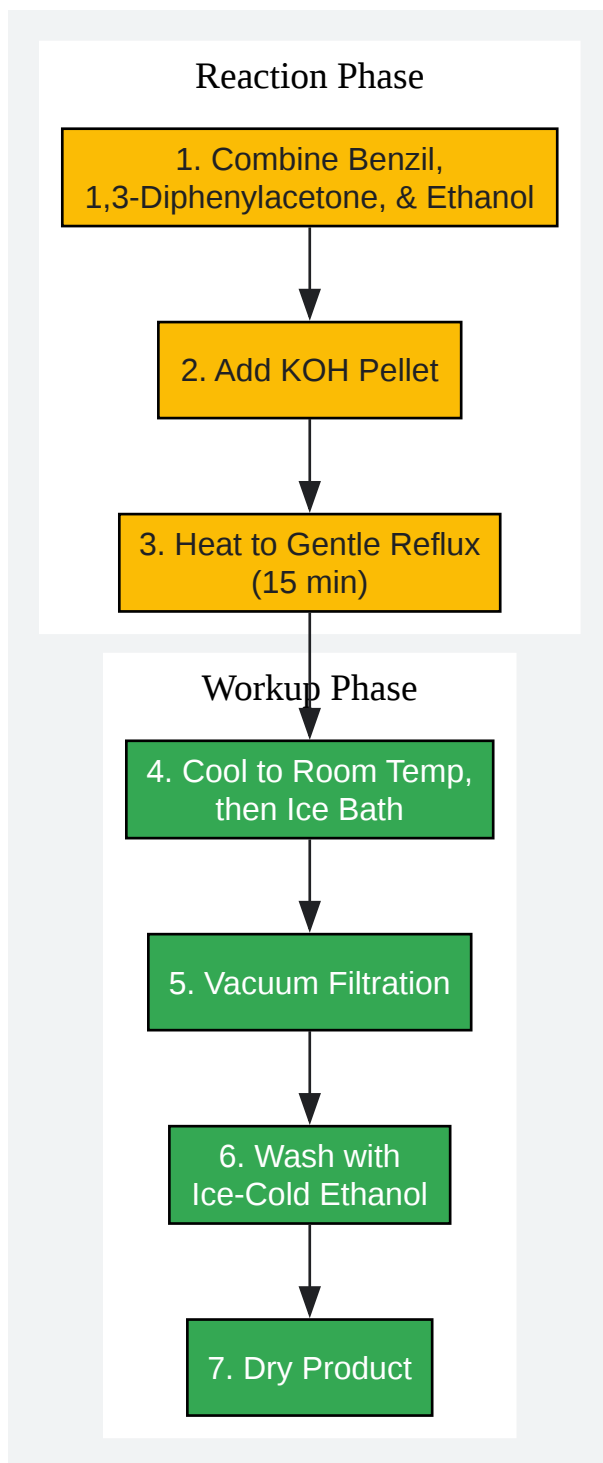 Reaction Phase
1. Combine Benzil,
1,3-Diphenylacetone, & Ethanol
2. Add KOH Pellet
3. Heat to Gentle Reflux
(15 min)
Workup Phase
4. Cool to Room Temp,
then Ice Bath
5. Vacuum Filtration
6. Wash with
Ice-Cold Ethanol
7. Dry Product